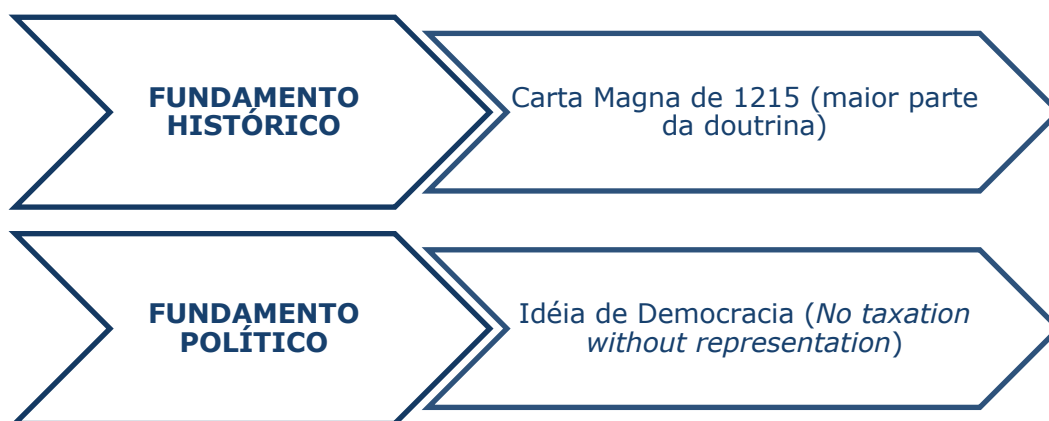 FUNDAMENTO
HISTÓRICO
Carta Magna de 1215 (maior parte
da doutrina)
FUNDAMENTO
POLÍTICO
Idéia de Democracia (No taxation
without representation)